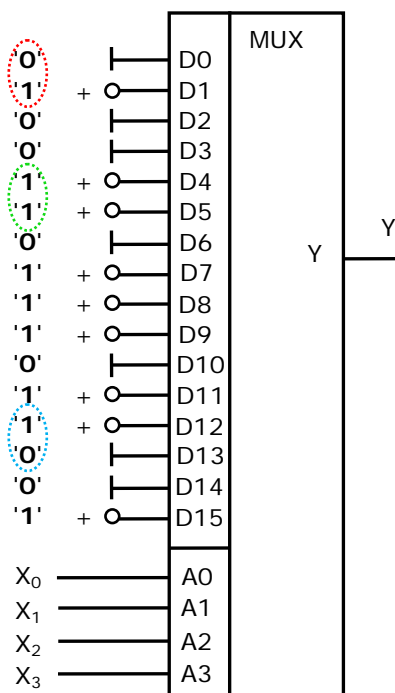 MUX
'0' D0
'1' + D1
'0' D2
'0' D3
'1' + D4
'1' + D5
'0' D6
Y
Y
'1' + D7
'1' + D8
'1' + D9
'0' D10
'1' + D11
'1' + D12
'0' D13
'0' D14
'1' + D15
X0 A0
X1 A1
X2 A2
X3 A3